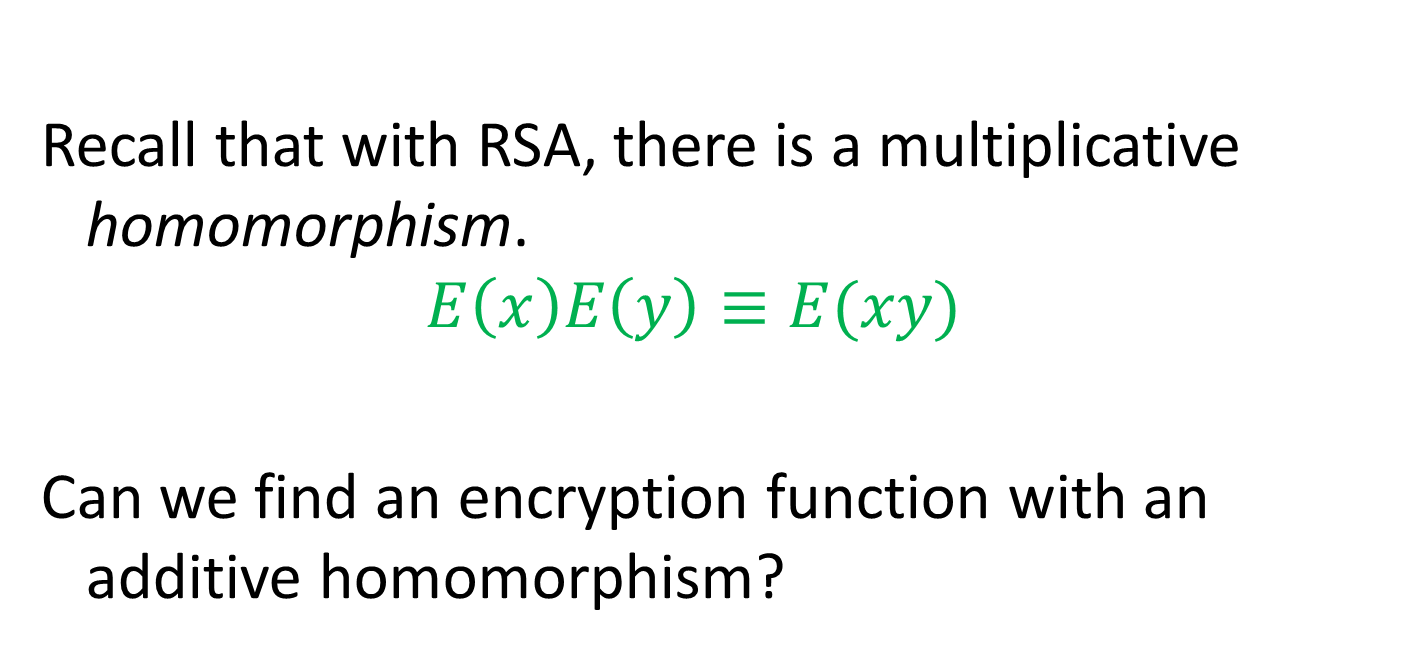 Recall that with RSA, there is a multiplicative
homomorphism.
E(x)E(y) ≡ E(xy)
Can we find an encryption function with an
additive homomorphism?